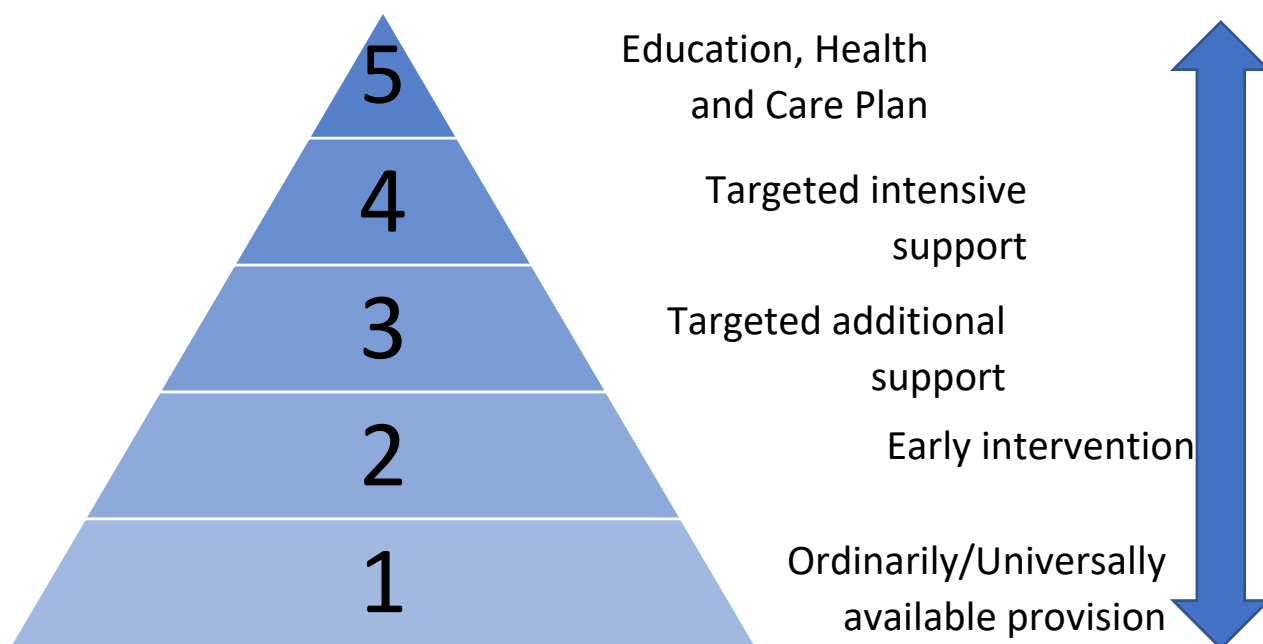 5
Education, Health
and Care Plan
4
Targeted intensive
support
3
Targeted additional
support
2
Early intervention
1
Ordinarily/Universally
available provision